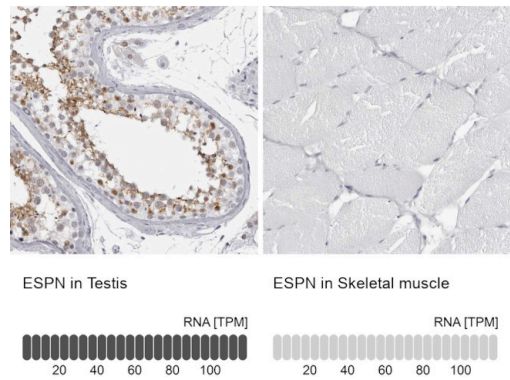 ESPN in Testis
RNA [TPM]
20 40 60 80 100
ESPN in Skeletal muscle
RNA [TPM]
20 40 60 80 100